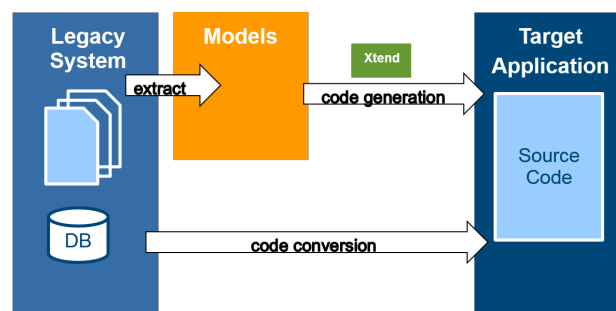 Legacy
System
Models
Xtend
Target
Application
extract
code generation
Source
Code
DB
code conversion